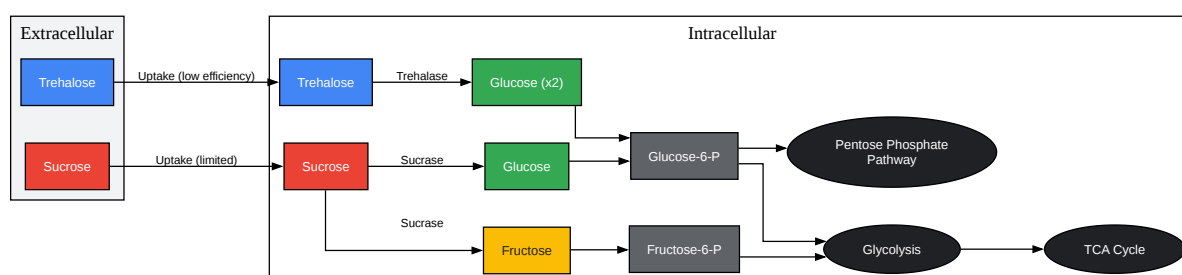 Extracellular
Intracellular
Trehalose
Uptake (low efficiency)
Trehalose
Trehalase
Glucose (x2)
Sucrose
Uptake (limited)
Sucrose
Sucrase
Glucose
Glucose-6-P
Pentose Phosphate
Pathway
Sucrase
Fructose
Fructose-6-P
Glycolysis
TCA Cycle